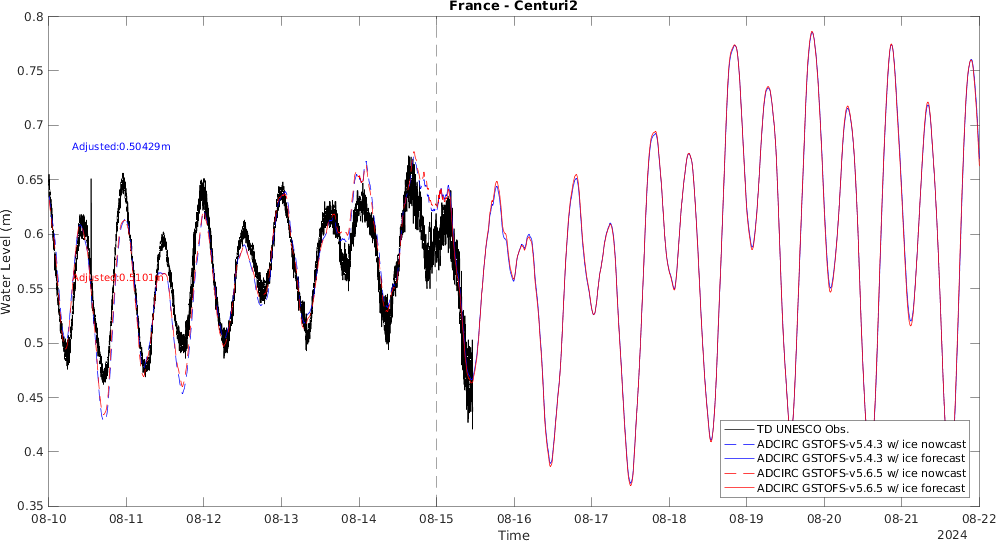 France - Centuri2
0.8
0.75
0.7
0.65
0.6
0.55
0.5
0.45
0.4
0.35
Water Level (m)
Adjusted:0.50429m
Adjusted:0.5101m
TD UNESCO Obs.
ADCIRC GSTOFS-v5.4.3 w/ ice nowcast
ADCIRC GSTOFS-v5.4.3 w/ ice forecast
ADCIRC GSTOFS-v5.6.5 w/ ice nowcast
ADCIRC GSTOFS-v5.6.5 w/ ice forecast
08-10 08-11 08-12 08-13 08-14 08-15 08-16 08-17 08-18 08-19 08-20 08-21 08-22
Time
2024